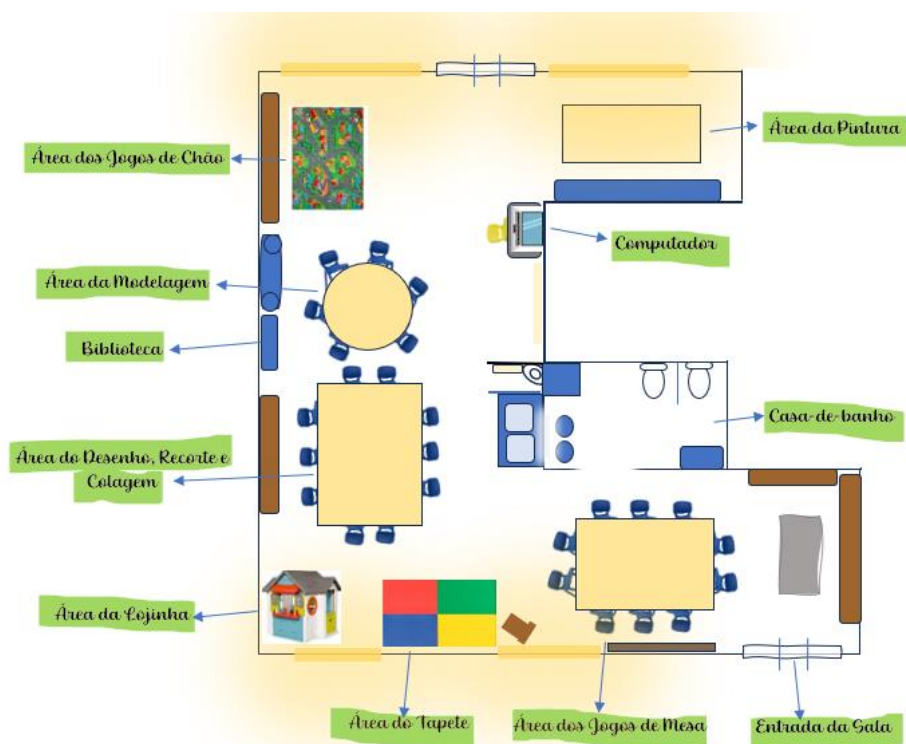 Área dos Jogos de Chão
Área da Pintura
Computador
Área da Modelagem
Biblioteca
Casa-de-banho
Área do Desenho, Recorte e
Colagem
Área da Lojinha
Área do Tapete
Área dos Jogos de Mesa
Entrada da Sala